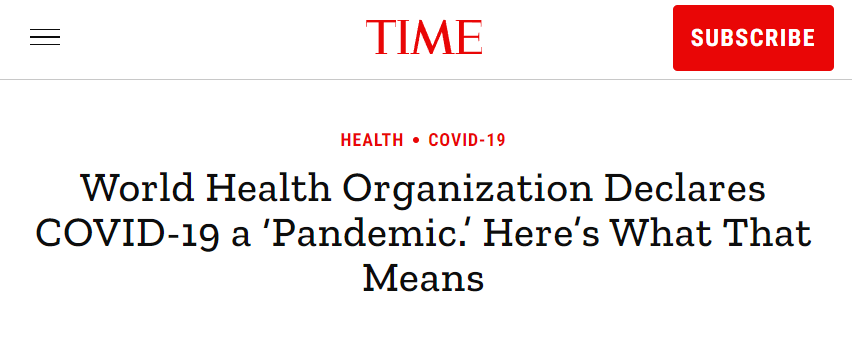 TIME
SUBSCRIBE
HEALTH • COVID-19
World Health Organization Declares
COVID-19 a ‘Pandemic.’ Here’s What That
Means